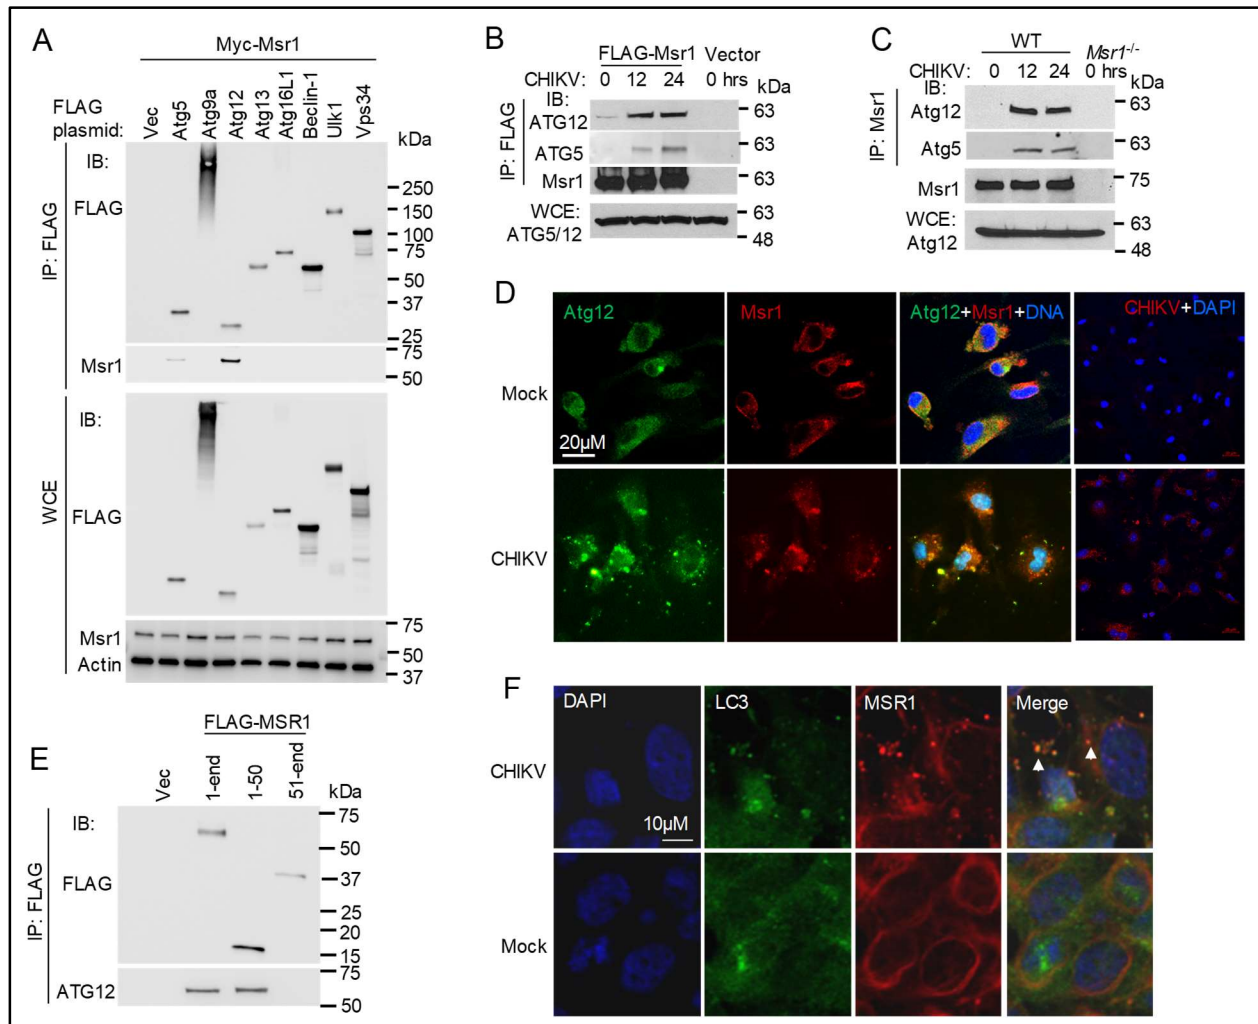 A
Myc-Msr1
FLAG plasmid:
Vec
Atg5
Atg9a
Atg12
Atg13
Atg16L1
Beclin-1
Ulk1
Vps34
kDa
IP: FLAG
IB:
FLAG
250
150
100
75
50
37
25
Msr1
75
50
WCE
IB:
FLAG
Msr1
75
50
Actin
37
B
FLAG-Msr1 Vector
CHIKV: 0 12 24 0 hrs
kDa
IP: FLAG
IB:
ATG12
63
ATG5
63
Msr1
63
WCE:
ATG5/12
63
48
C
WT Msr1-/-
CHIKV: 0 12 24 0 hrs
kDa
IP: Msr1
IB:
Atg12
63
Atg5
63
Msr1
75
WCE:
Atg12
63
48
D
Atg12
Msr1
Atg12+Msr1+DNA
CHIKV+DAPI
Mock
20µM
CHIKV
E
FLAG-MSR1
Vec
1-end
1-50
51-end
kDa
IP: FLAG
IB:
FLAG
75
50
37
25
20
15
ATG12
75
50
F
DAPI
LC3
MSR1
Merge
CHIKV
10µM
Mock